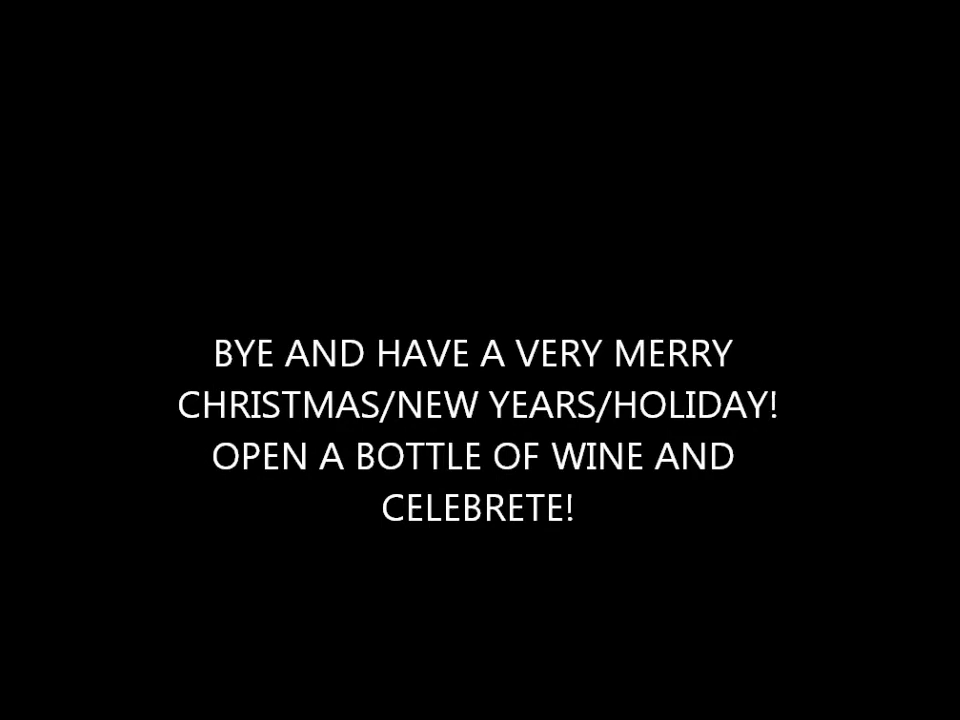 BYE AND HAVE A VERY MERRY
CHRISTMAS/NEW YEARS/HOLIDAY!
OPEN A BOTTLE OF WINE AND
CELEBRETE!